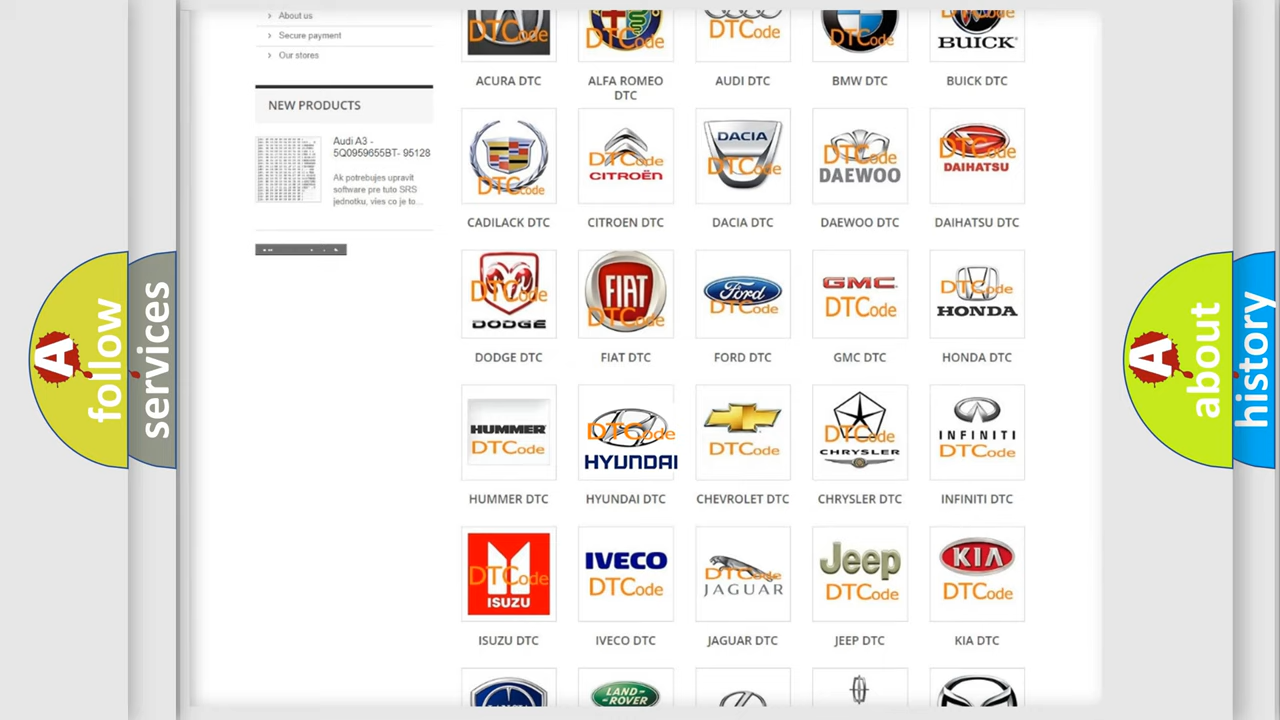 About us
Secure payment
Our stores
NEW PRODUCTS
Audi A3 -
5Q0959655BT- 95128
Ak potrebujes upravit
software pre tuto SRS
jednotku, vies co je to...
DTCode DTCode DTCode DTCode BUICK
ACURA DTC ALFA ROMEO DTC AUDI DTC BMW DTC BUICK DTC
DTCode
DTCode CITROËN
DACIA DTCode
DTCode DAEWOO
DTCode DAIHATSU
CADILACK DTC CITROEN DTC DACIA DTC DAEWOO DTC DAIHATSU DTC
DTCode DODGE
FIAT DTCode
Ford DTCode
GMC DTCode
DTCode HONDA
DODGE DTC FIAT DTC FORD DTC GMC DTC HONDA DTC
HUMMER DTCode
DTCode HYUNDAI
DTCode
DTCode CHRYSLER
INFINITI DTCode
HUMMER DTC HYUNDAI DTC CHEVROLET DTC CHRYSLER DTC INFINITI DTC
DTCode ISUZU
IVECO DTCode
DTCode JAGUAR
Jeep DTCode
KIA DTCode
ISUZU DTC IVECO DTC JAGUAR DTC JEEP DTC KIA DTC
LAND-
ROVER
A follow
services
A about
history